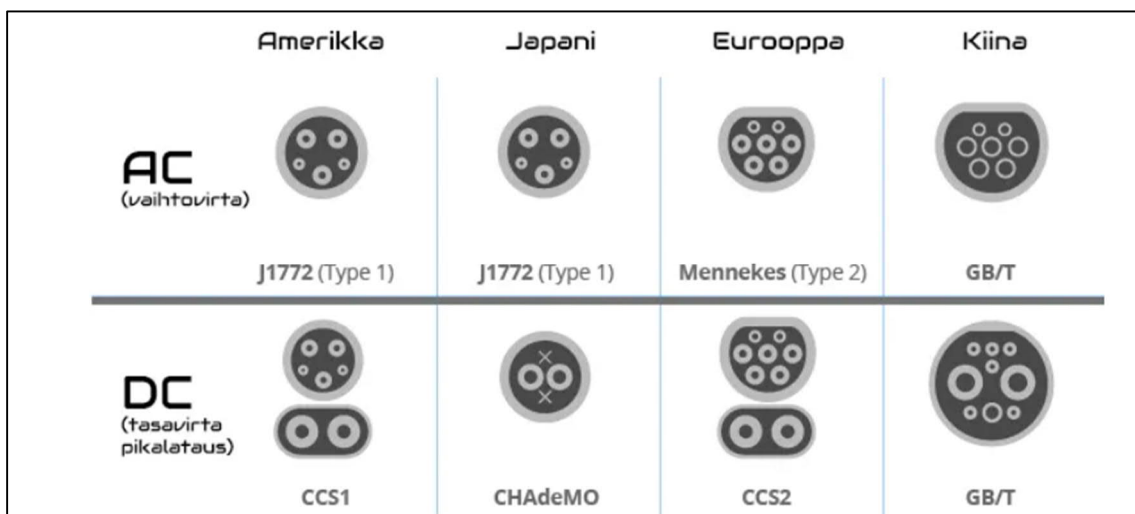 Amerikka Japani Eurooppa Kiina
AC
(vaihtovirta)
J1772 (Type 1) J1772 (Type 1) Mennekes (Type 2) GB/T
DC
(tasavirta
pikalataus)
CCS1 CHAdeMO CCS2 GB/T